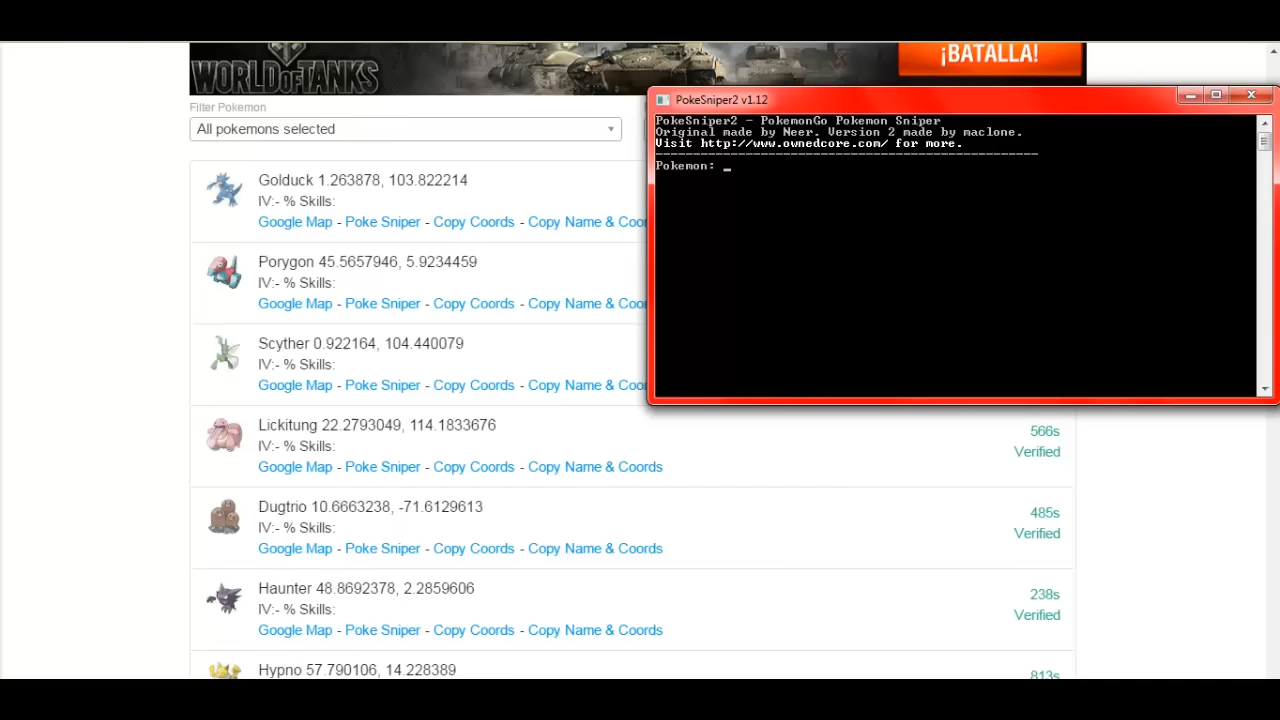 WORLD OF TANKS
¡BATALLA!
Filter Pokemon
All pokemons selected
PokeSniper2 v1.12
PokeSniper2 - PokemonGo Pokemon Sniper
Original made by Neer. Version 2 made by maclone.
Visit http://www.ownedcore.com/ for more.
Pokemon: _
Golduck 1.263878, 103.822214
IV:- % Skills:
Google Map - Poke Sniper - Copy Coords - Copy Name & Coor
Porygon 45.5657946, 5.9234459
IV:- % Skills:
Google Map - Poke Sniper - Copy Coords - Copy Name & Coor
Scyther 0.922164, 104.440079
IV:- % Skills:
Google Map - Poke Sniper - Copy Coords - Copy Name & Coor
Lickitung 22.2793049, 114.1833676
566s
IV:- % Skills:
Verified
Google Map - Poke Sniper - Copy Coords - Copy Name & Coords
Dugtrio 10.6663238, -71.6129613
485s
IV:- % Skills:
Verified
Google Map - Poke Sniper - Copy Coords - Copy Name & Coords
Haunter 48.8692378, 2.2859606
238s
IV:- % Skills:
Verified
Google Map - Poke Sniper - Copy Coords - Copy Name & Coords
Hypno 57.790106, 14.228389
813s